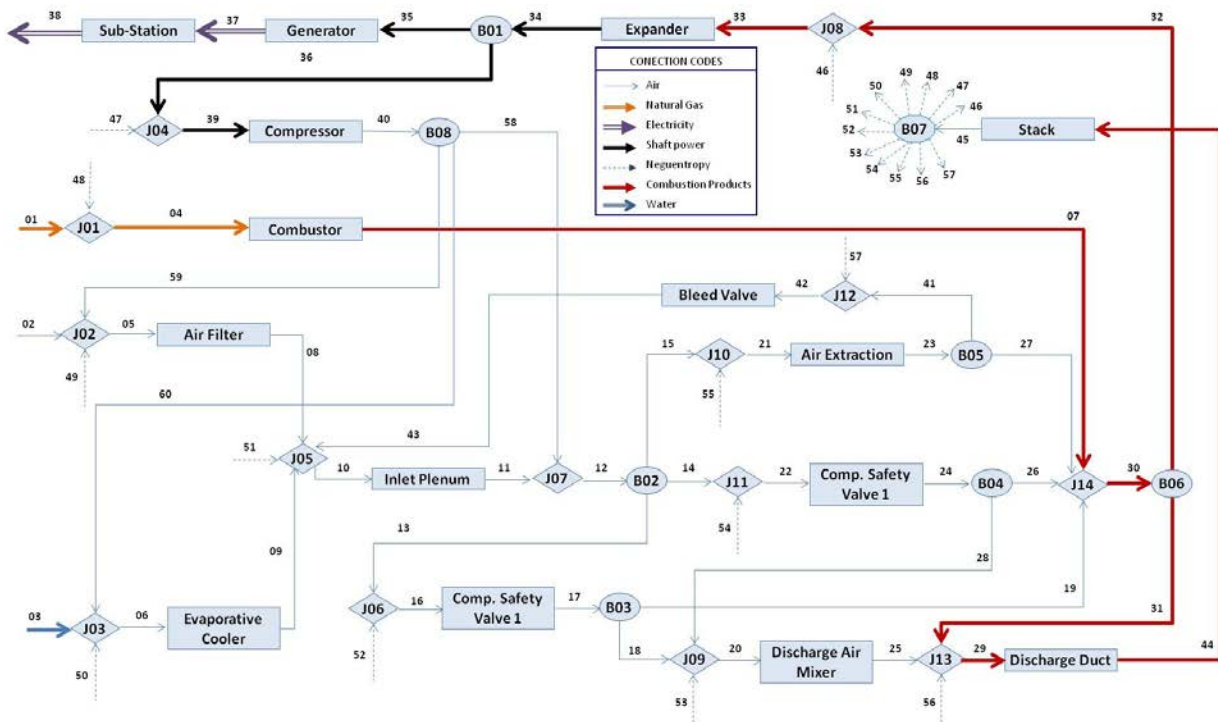 38
37
35
34
33
32
Sub-Station
Generator
B01
Expander
J08
36
46
CONECTION CODES
Air
Natural Gas
Electricity
Shaft power
Neguentropy
Combustion Products
Water
50
49
48
47
46
51
52
53
54
55
56
57
B07
45
Stack
47
J04
39
Compressor
40
B08
58
48
01
J01
04
Combustor
07
59
57
02
J02
05
Air Filter
08
49
Bleed Valve
42
J12
41
15
J10
21
Air Extraction
23
B05
27
55
60
43
51
J05
10
Inlet Plenum
11
J07
12
B02
14
J11
22
Comp. Safety
Valve 1
24
B04
26
J14
30
B06
54
13
09
28
19
31
03
J03
06
Evaporative
Cooler
50
J06
16
Comp. Safety
Valve 1
17
B03
52
18
J09
20
Discharge Air
Mixer
25
J13
29
Discharge Duct
44
53
56